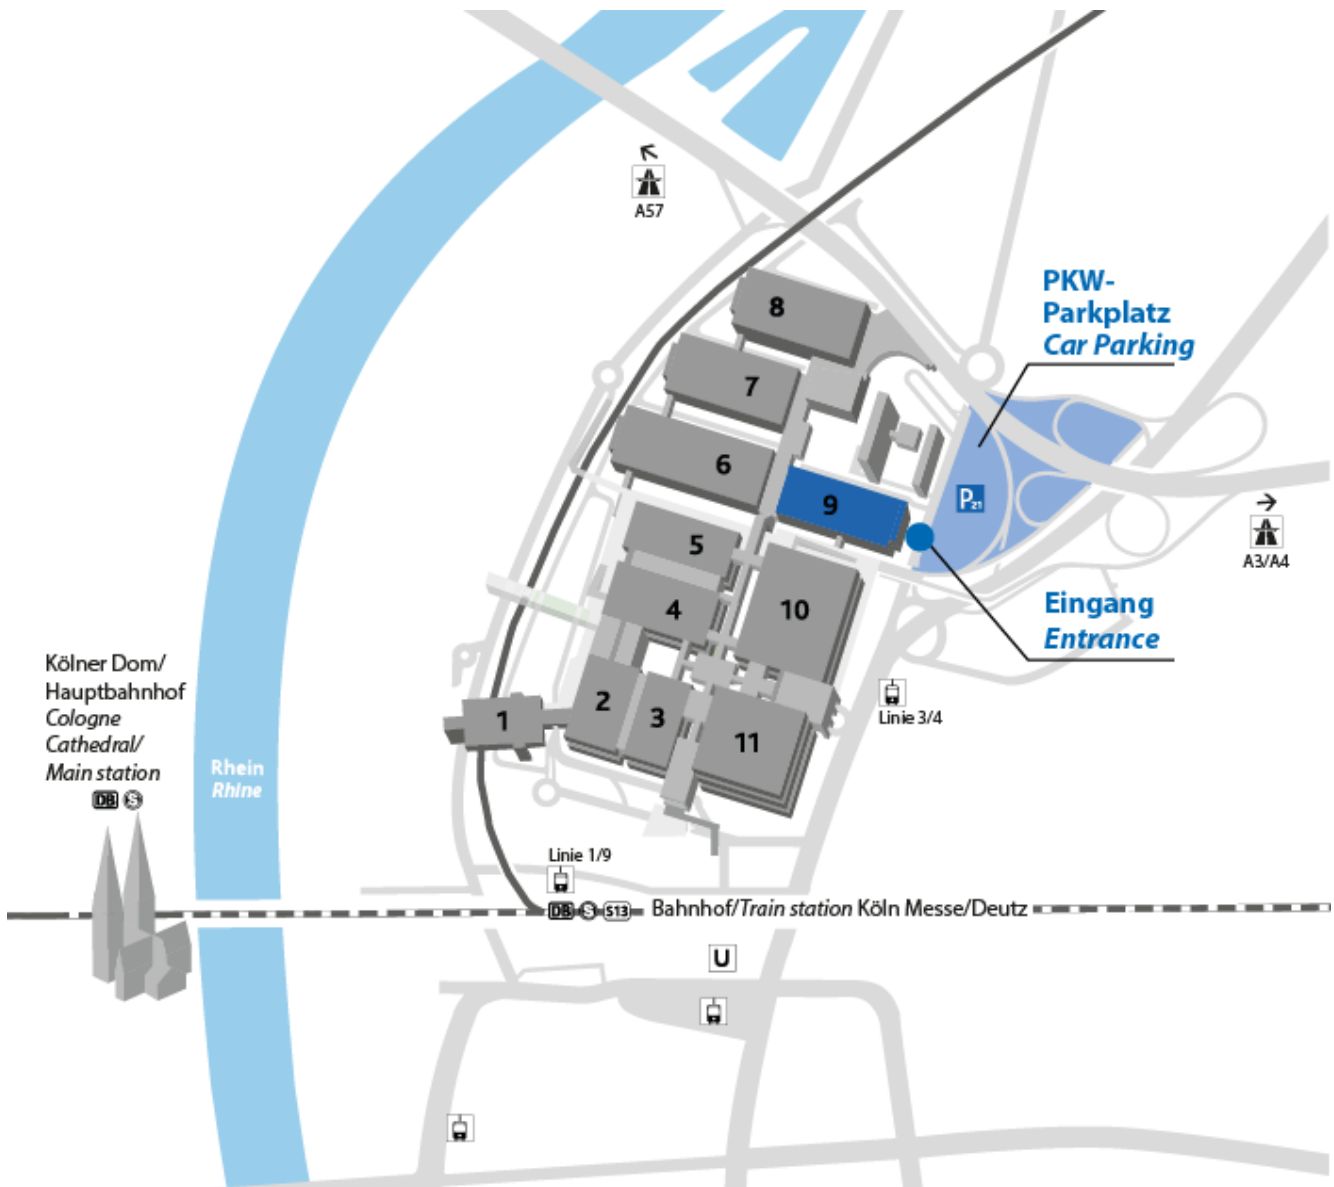 A57
PKW-
Parkplatz
Car Parking
8
7
6
9
P21
A3/A4
5
4
10
Eingang
Entrance
Kölner Dom/
Hauptbahnhof
Cologne
Cathedral/
Main station
DB S
Rhein
Rhine
1
2
3
11
Linie 3/4
Linie 1/9
DB S S13 Bahnhof/Train station Köln Messe/Deutz
U